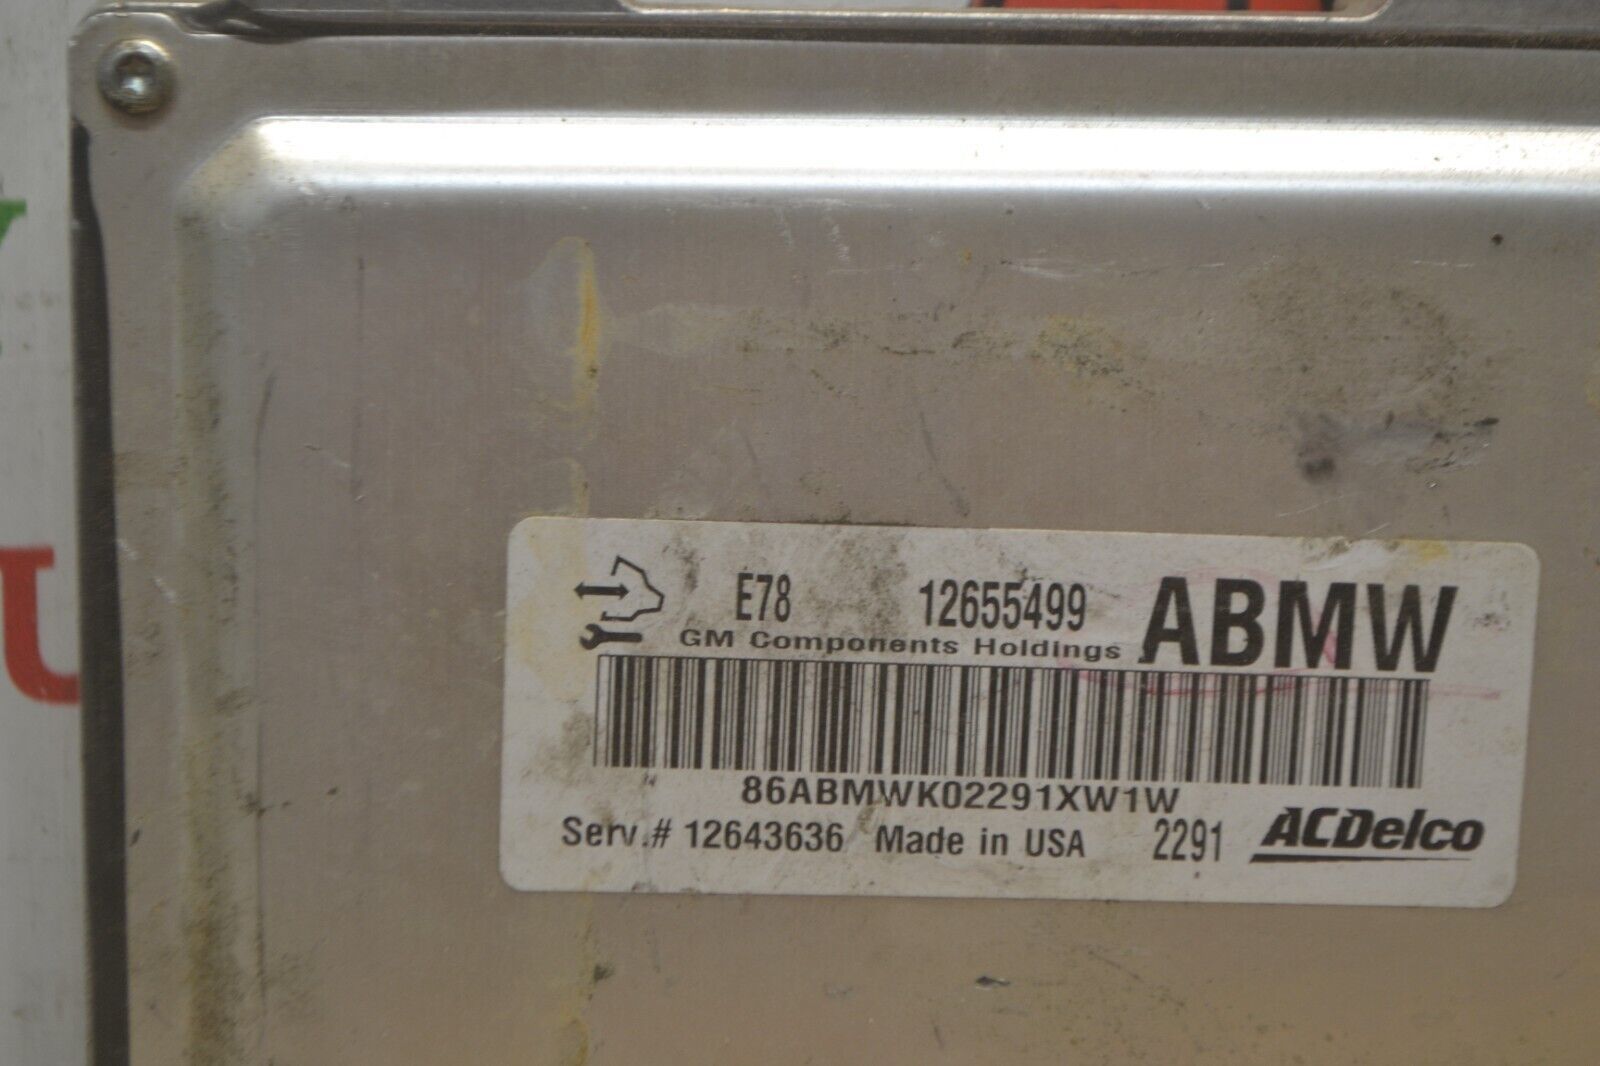 E78 12655499 ABMW
GM Components Holdings
86ABMWK02291XW1W
Serv.# 12643636 Made in USA 2291 ACDelco
U